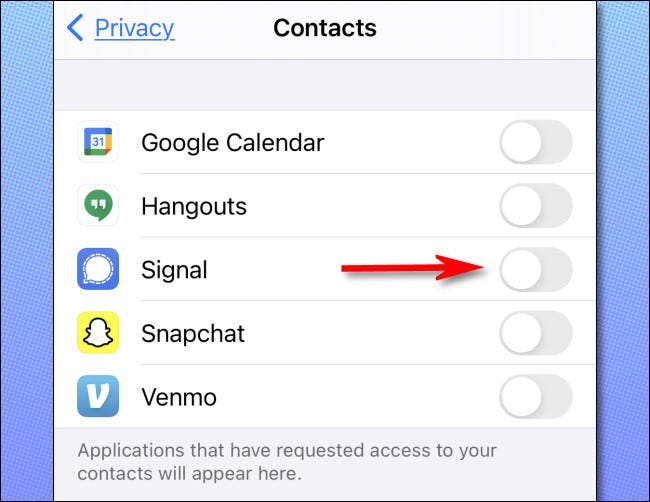 Privacy
Contacts
31
Google Calendar
Hangouts
Signal
Snapchat
Venmo
Applications that have requested access to your
contacts will appear here.